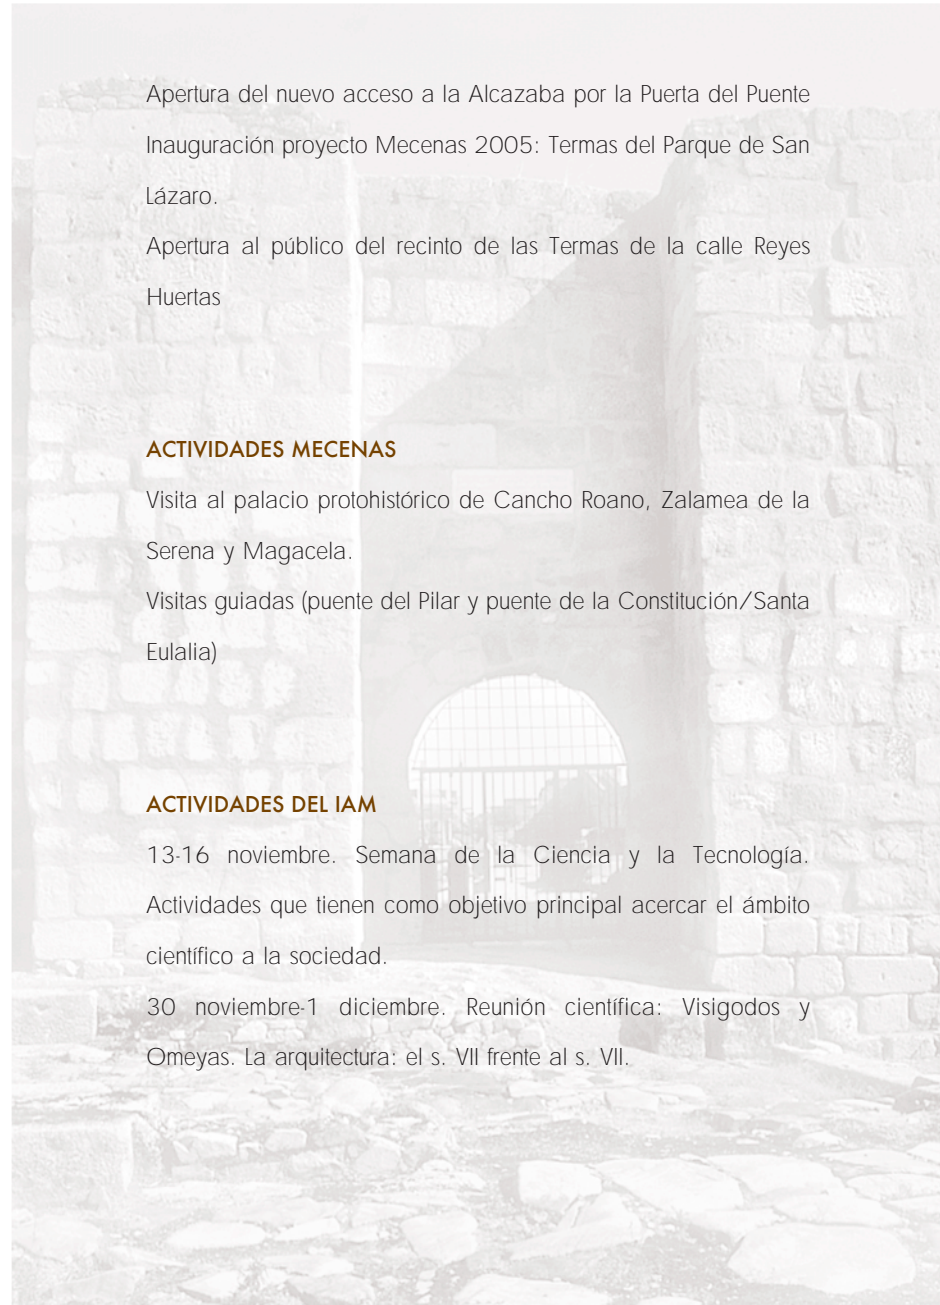 Apertura del nuevo acceso a la Alcazaba por la Puerta del Puente
Inauguración proyecto Mecenas 2005: Termas del Parque de San
Lázaro.
Apertura al público del recinto de las Termas de la calle Reyes
Huertas
ACTIVIDADES MECENAS
Visita al palacio protohistórico de Cancho Roano, Zalamea de la
Serena y Magacela.
Visitas guiadas (puente del Pilar y puente de la Constitución/Santa
Eulalia)
ACTIVIDADES DEL IAM
13-16 noviembre. Semana de la Ciencia y la Tecnología.
Actividades que tienen como objetivo principal acercar el ámbito
científico a la sociedad.
30 noviembre-1 diciembre. Reunión científica: Visigodos y
Omeyas. La arquitectura: el s. VII frente al s. VII.